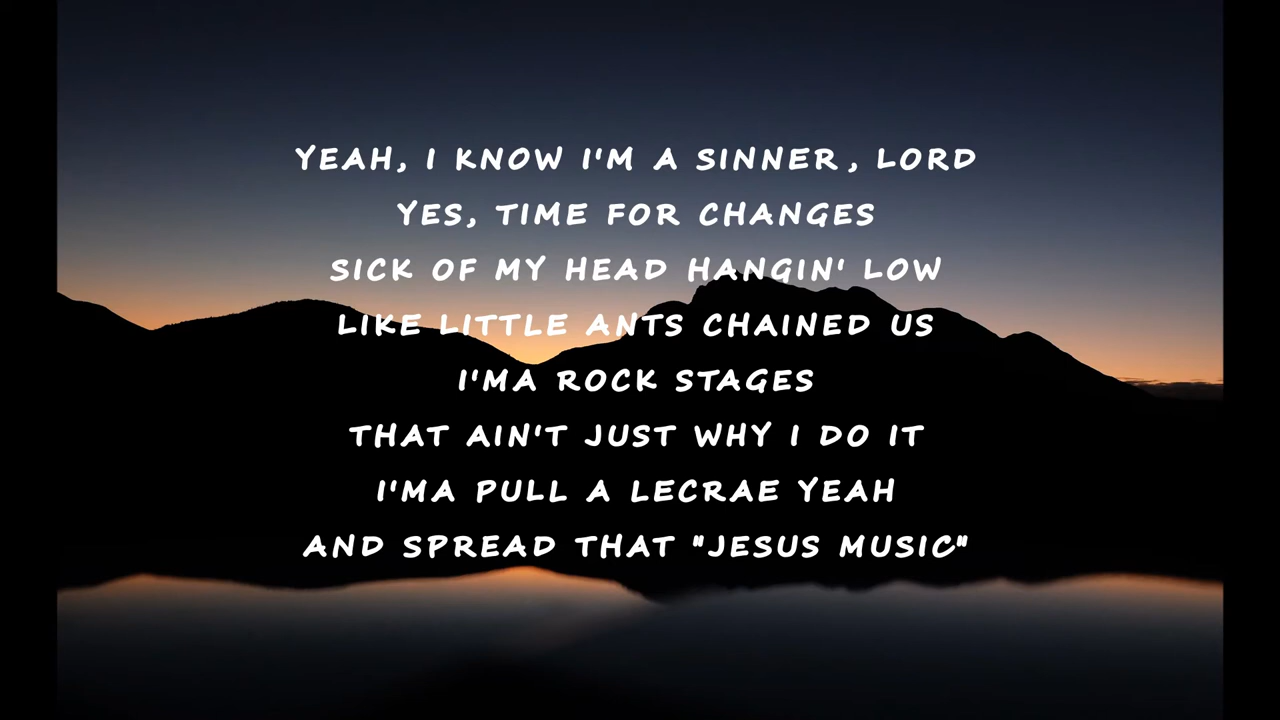 YEAH, I KNOW I'M A SINNER, LORD
YES, TIME FOR CHANGES
SICK OF MY HEAD HANGIN' LOW
LIKE LITTLE ANTS CHAINED US
I'MA ROCK STAGES
THAT AIN'T JUST WHY I DO IT
I'MA PULL A LECRAE YEAH
AND SPREAD THAT "JESUS MUSIC"